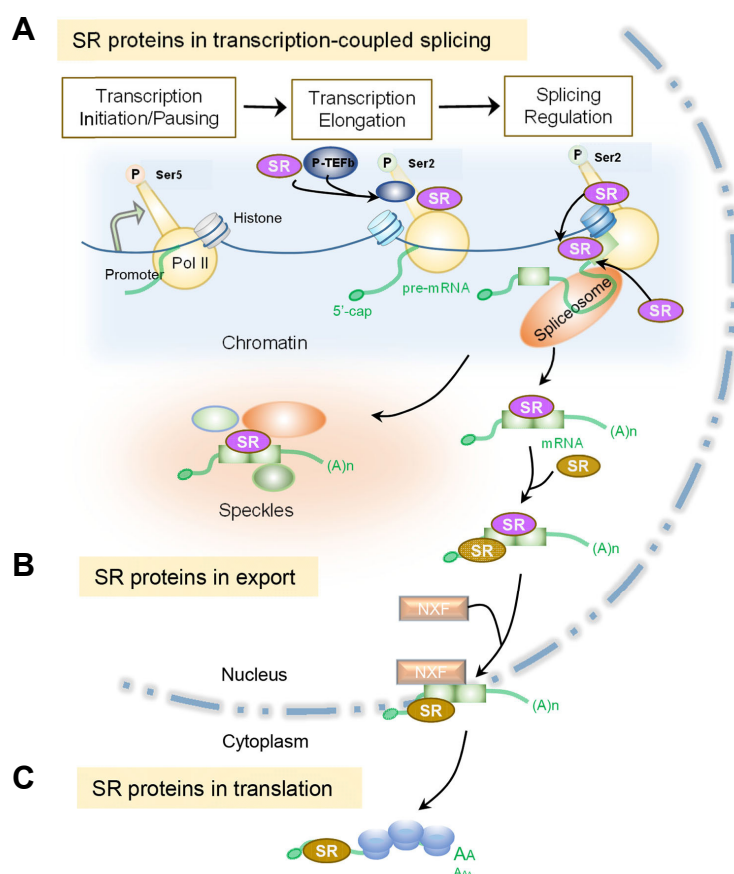 A
SR proteins in transcription-coupled splicing
Transcription
Initiation/Pausing
Transcription
Elongation
Splicing
Regulation
P
Ser5
SR
P-TEFb
P
Ser2
SR
P
Ser2
SR
Histone
Promoter
Pol II
SR
pre-mRNA
5'-cap
Spliceosome
SR
Chromatin
SR
mRNA
(A)n
SR
(A)n
SR
Speckles
SR
SR
(A)n
B
SR proteins in export
NXF
Nucleus
NXF
SR
(A)n
Cytoplasm
C
SR proteins in translation
SR
AA
AAA